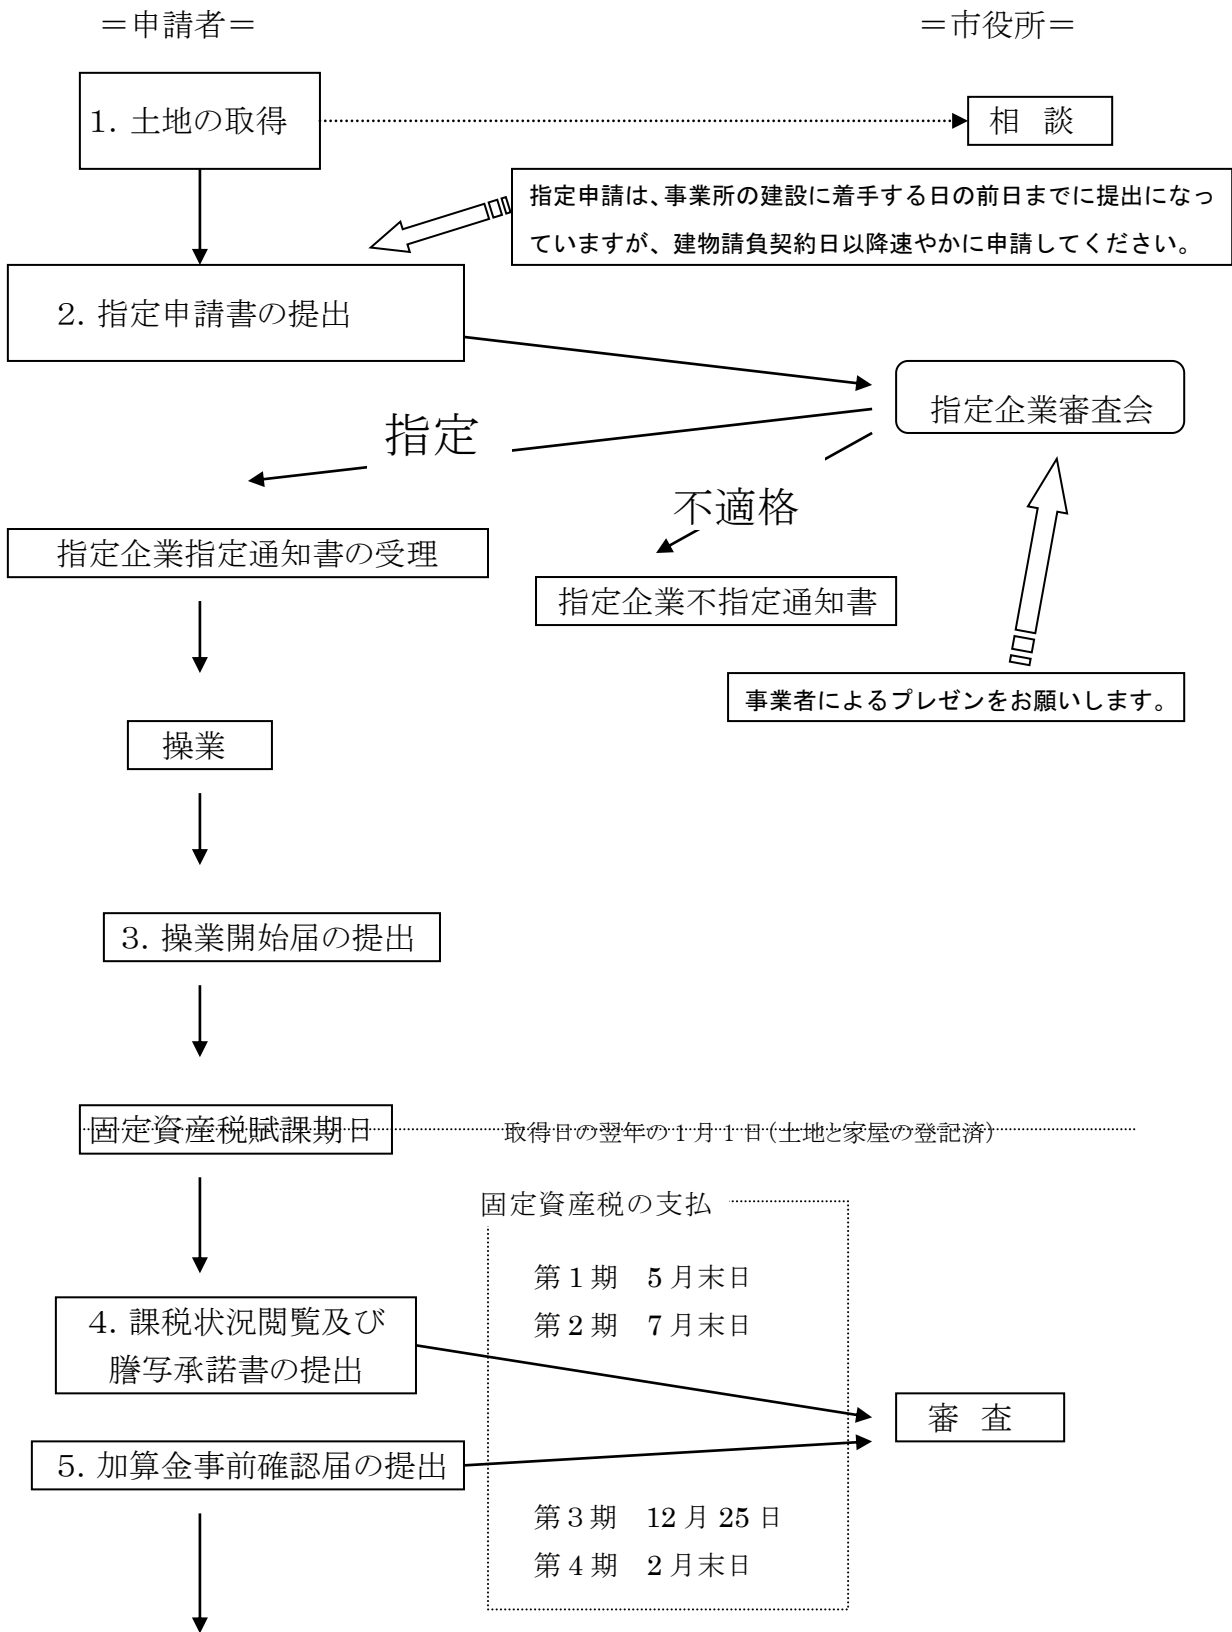 ＝申請者＝
＝市役所＝
1．土地の取得
相 談
指定申請は、事業所の建設に着手する日の前日までに提出になっ
ていますが、建物請負契約日以降速やかに申請してください。
2．指定申請書の提出
指定企業審査会
指定
不適格
指定企業指定通知書の受理
指定企業不指定通知書
事業者によるプレゼンをお願いします。
操業
3．操業開始届の提出
固定資産税賦課期日
取得日の翌年の1月1日(土地と家屋の登記済)
固定資産税の支払
第1期 5月末日
第2期 7月末日
4．課税状況閲覧及び
謄写承諾書の提出
審 査
5．加算金事前確認届の提出
第3期 12月25日
第4期 2月末日